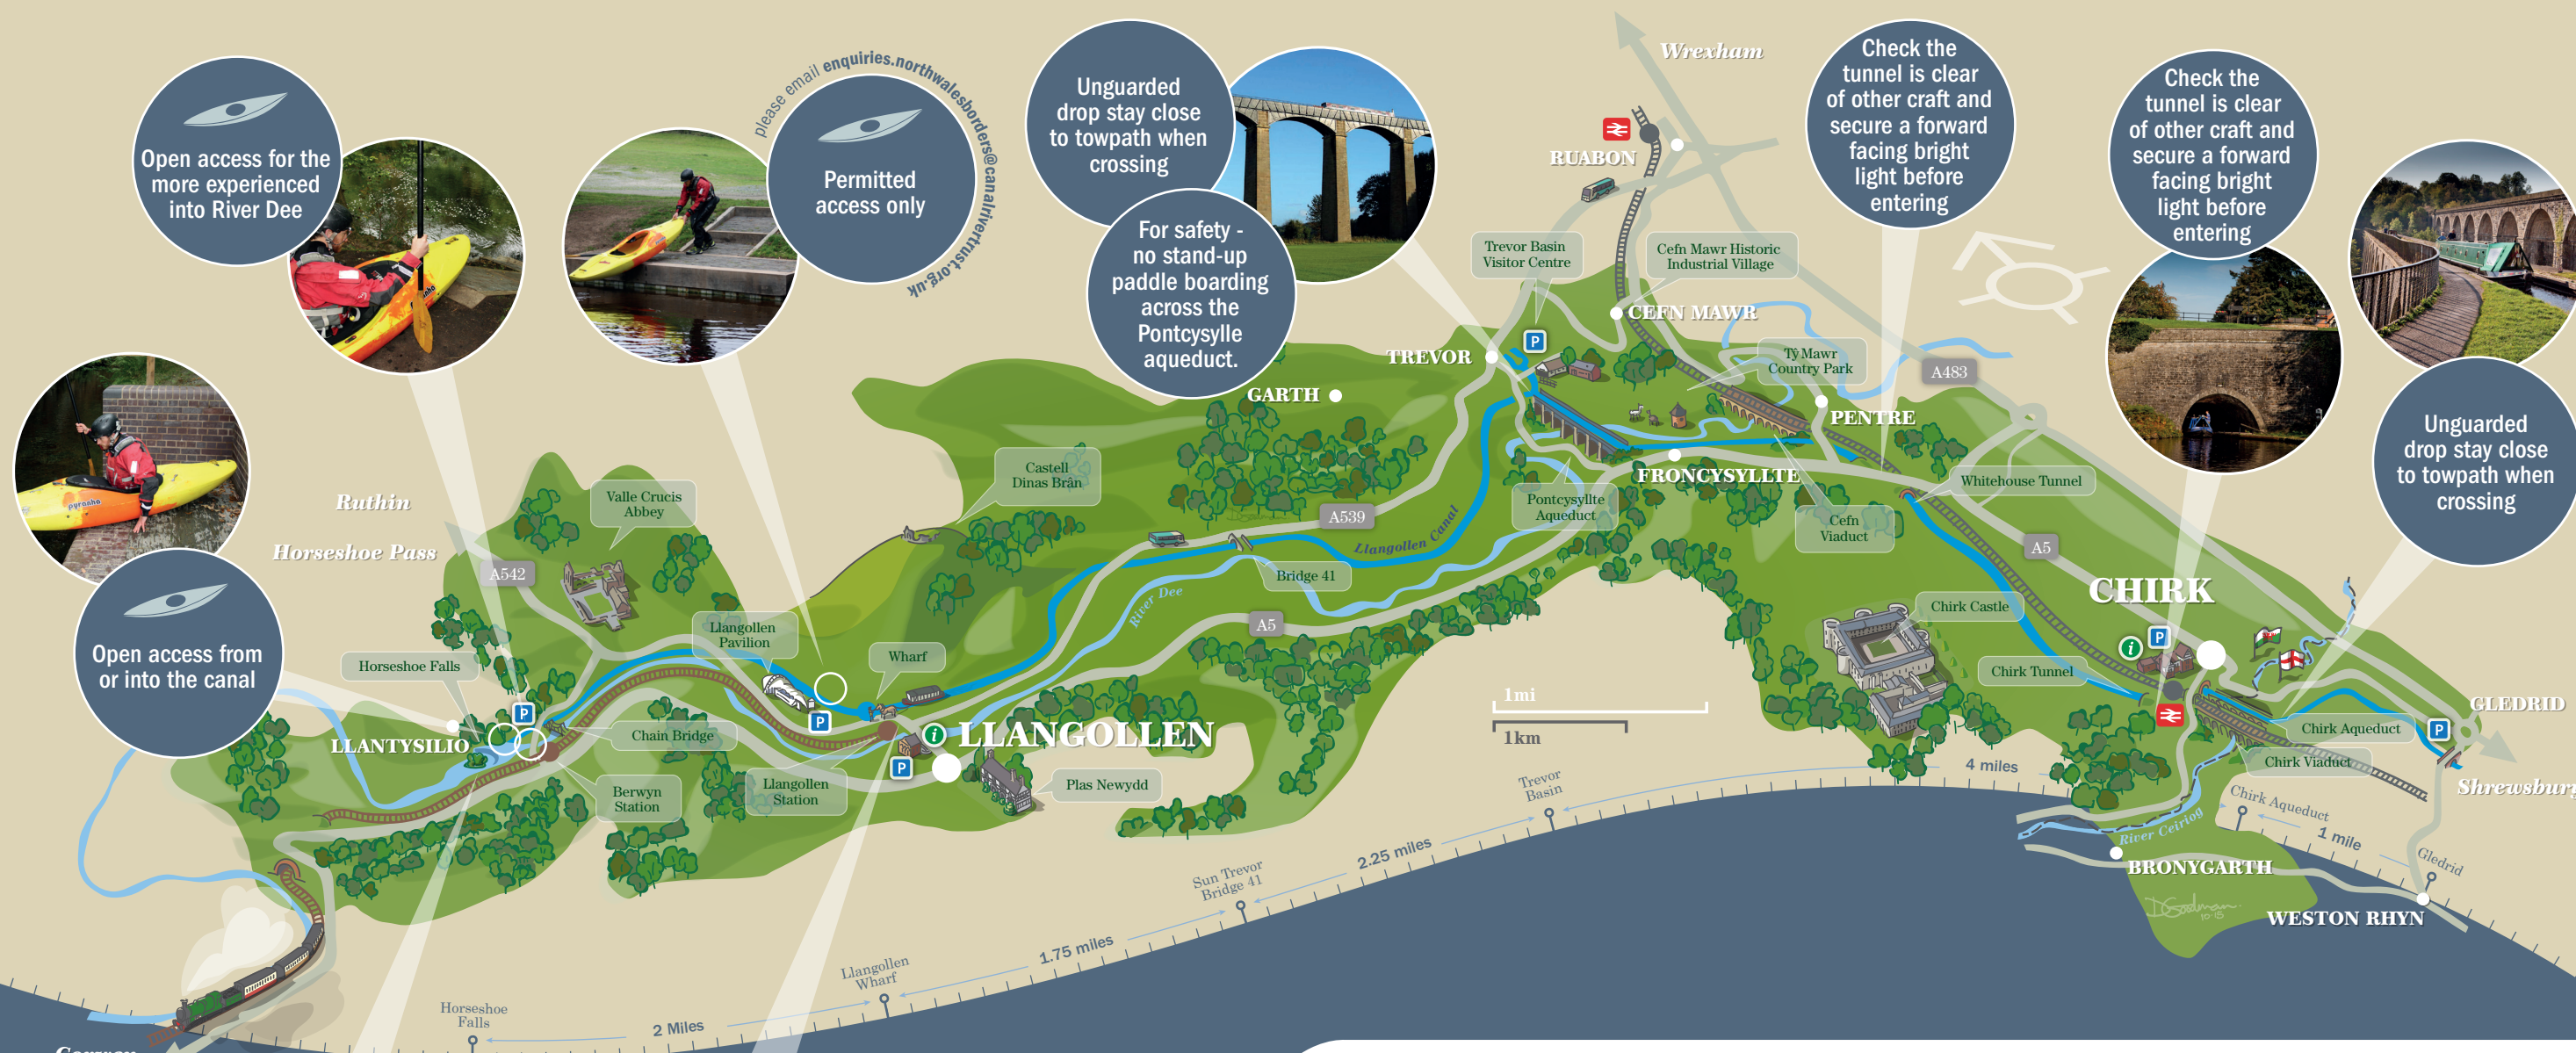 Open access for the
more experienced
into River Dee
please email enquiries.northwalesborders@canalrivertrust.org.uk
Permitted
access only
Unguarded
drop stay close
to towpath when
crossing
For safety -
no stand-up
paddle boarding
across the
Pontcysylle
aqueduct.
Check the
tunnel is clear
of other craft and
secure a forward
facing bright
light before
entering
Check the
tunnel is clear
of other craft and
secure a forward
facing bright
light before
entering
Unguarded
drop stay close
to towpath when
crossing
Open access from
or into the canal
pyranha
Wrexham
RUABON
Trevor Basin
Visitor Centre
Cefn Mawr Historic
Industrial Village
CEFN MAWR
P
TREVOR
GARTH
Tŷ Mawr
Country Park
A483
PENTRE
FRONCYSYLLTE
Pontcysyllte
Aqueduct
Cefn
Viaduct
Whitehouse Tunnel
A5
Castell
Dinas Brân
A539
Llangollen Canal
Bridge 41
River Dee
A5
Ruthin
Horseshoe Pass
A542
Valle Crucis
Abbey
Llangollen
Pavilion
Wharf
Horseshoe Falls
P
LLANTYSILIO
Chain Bridge
Berwyn
Station
P
Llangollen
Station
i
P
LLANGOLLEN
Plas Newydd
1mi
1km
Chirk Castle
CHIRK
i
P
Chirk Tunnel
Chirk Aqueduct
Chirk Viaduct
P
GLEDRID
Shrewsbury
River Ceiriog
BRONYGARTH
WESTON RHYN
10-15
Horseshoe
Falls
2 Miles
Llangollen
Wharf
1.75 miles
Sun Trevor
Bridge 41
2.25 miles
Trevor
Basin
4 miles
Chirk Aqueduct
1 mile
Gledrid